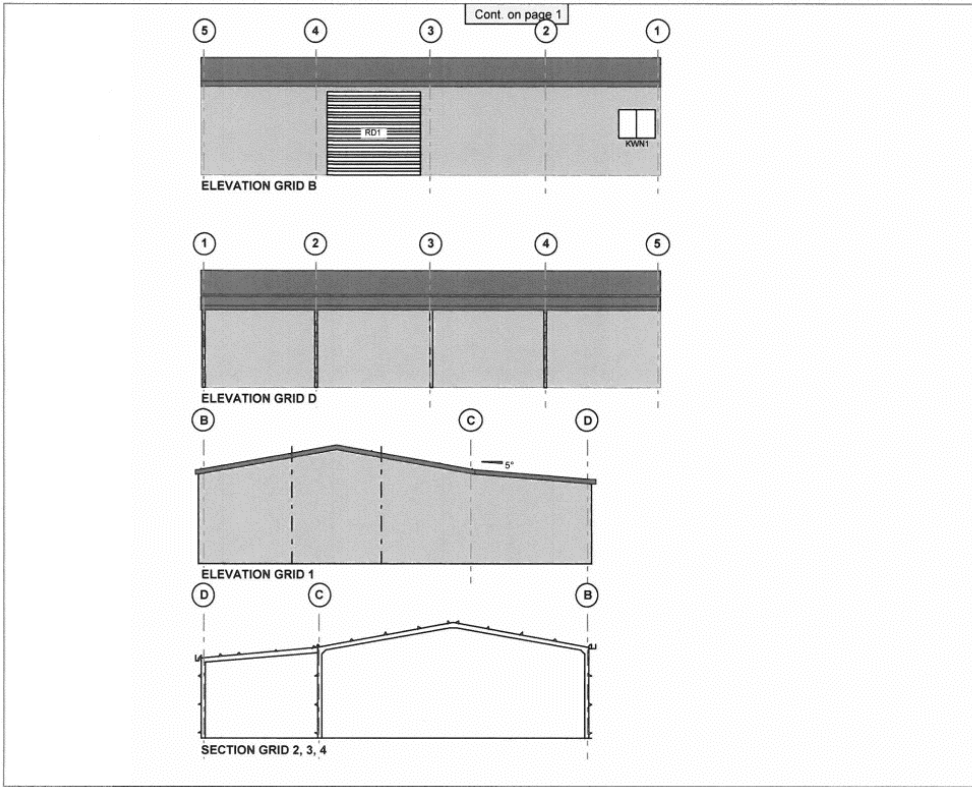 Cont. on page 1
5 4 3 2 1
RD1
KWN1
ELEVATION GRID B
1 2 3 4 5
ELEVATION GRID D
B C D
5°
ELEVATION GRID 1
D C B
SECTION GRID 2, 3, 4